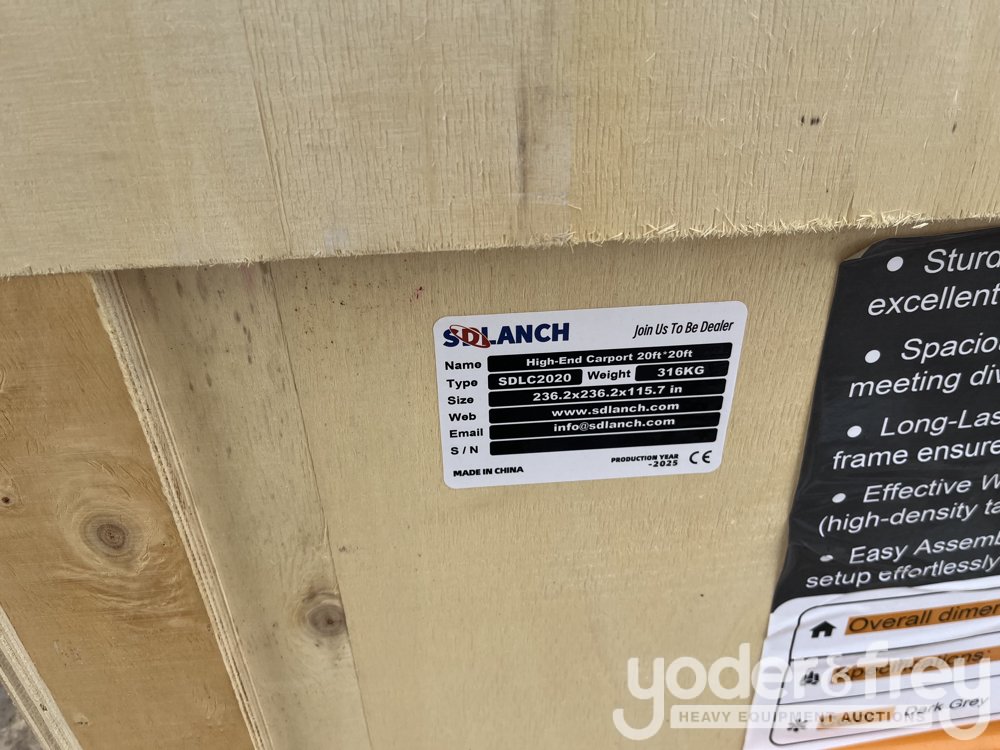 SDLANCH Join Us To Be Dealer
Name High-End Carport 20ft*20ft
Type SDLC2020 Weight 316KG
Size 236.2x236.2x115.7 in
Web www.sdlanch.com
Email info@sdlanch.com
S / N
MADE IN CHINA PRODUCTION YEAR
-2025 CE
• Sturd
excellent
• Spacio
meeting div
• Long-Las
frame ensure
• Effective W
(high-density ta
• Easy Assemb
setup effortlessly
Overall dimen
Specifications:
Dark Grey
yoder&frey
HEAVY EQUIPMENT AUCTIONS